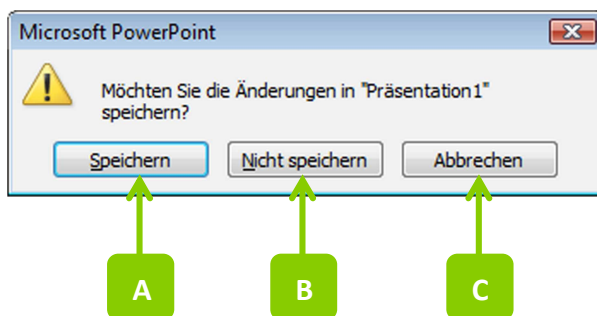 Microsoft PowerPoint
Möchten Sie die Änderungen in "Präsentation1"
speichern?
Speichern Nicht speichern Abbrechen
A B C